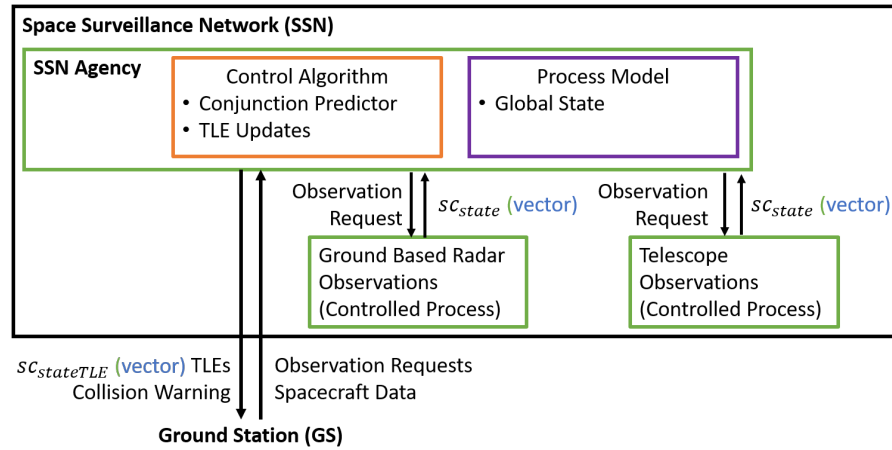 Space Surveillance Network (SSN)
SSN Agency
Control Algorithm
• Conjunction Predictor
• TLE Updates
Process Model
• Global State
Observation
Request
sc_state (vector)
Observation
Request
sc_state (vector)
Ground Based Radar
Observations
(Controlled Process)
Telescope
Observations
(Controlled Process)
sc_stateTLE (vector) TLEs
Collision Warning
Observation Requests
Spacecraft Data
Ground Station (GS)